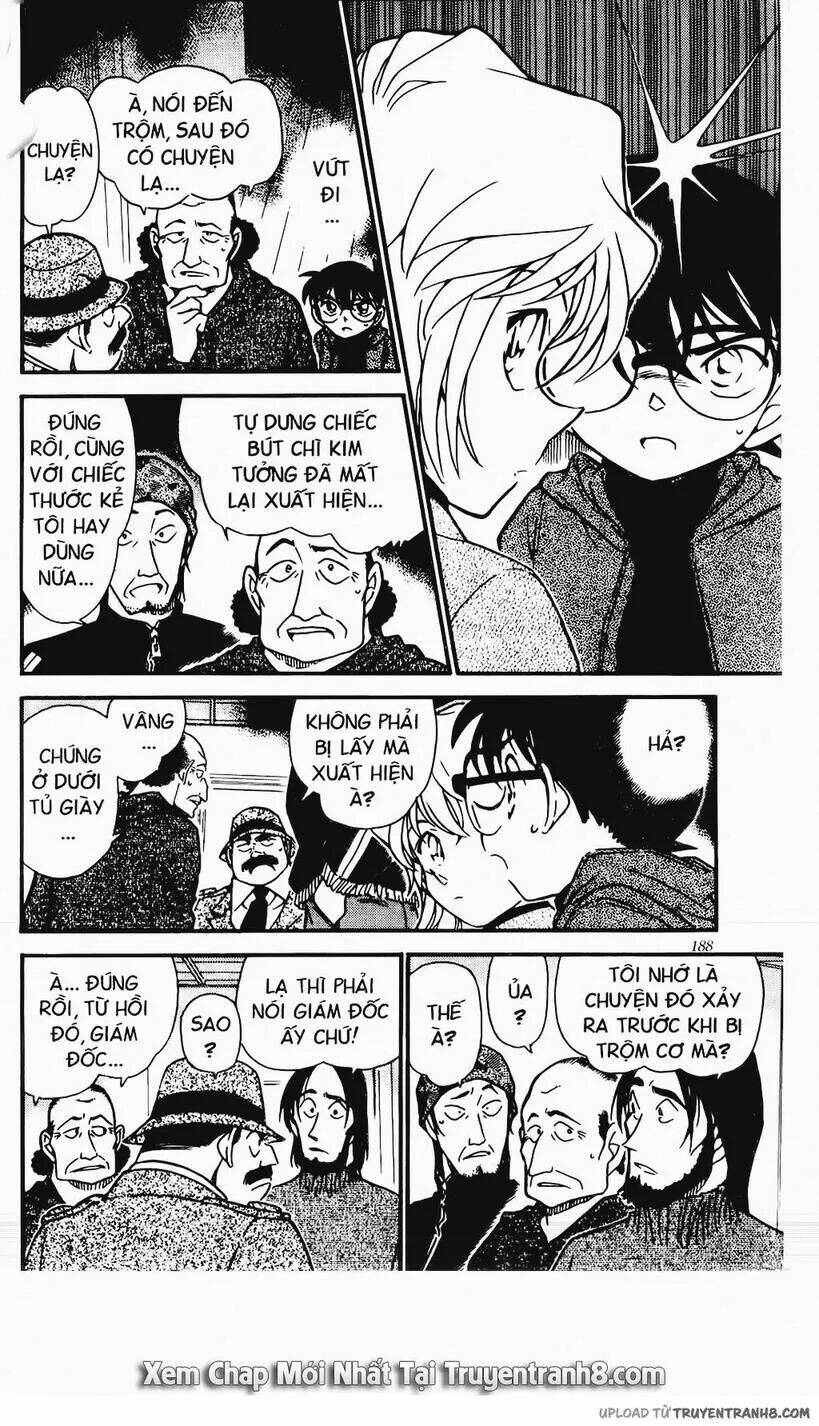 VỨT
ĐI
...
À, NÓI ĐẾN
TRỘM, SAU ĐÓ
CÓ CHUYỆN
LẠ...
CHUYỆN
LẠ?
TỰ DƯNG CHIẾC
BÚT CHÌ KIM
TƯỞNG ĐÃ MẤT
LẠI XUẤT HIỆN...
ĐÚNG
RỒI, CÙNG
VỚI CHIẾC
THƯỚC KẺ
TÔI HAY
DÙNG
NỮA...
HẢ?
KHÔNG PHẢI
BỊ LẤY MÀ
XUẤT HIỆN
À?
VÂNG
...
CHÚNG
Ở DƯỚI
TỦ GIÀY
...
188
TÔI NHỚ LÀ
CHUYỆN ĐÓ XẢY
RA TRƯỚC KHI BỊ
TRỘM CƠ MÀ?
ỦA
?
THẾ
À?
LẠ THÌ PHẢI
NÓI GIÁM ĐỐC
ẤY CHỨ!
SAO
?
À... ĐÚNG
RỒI, TỪ HỒI
ĐÓ, GIÁM
ĐỐC...
Xem Chap Mới Nhất Tại Truyentranh8.com
UPLOAD TỪ TRUYENTRANH8.COM